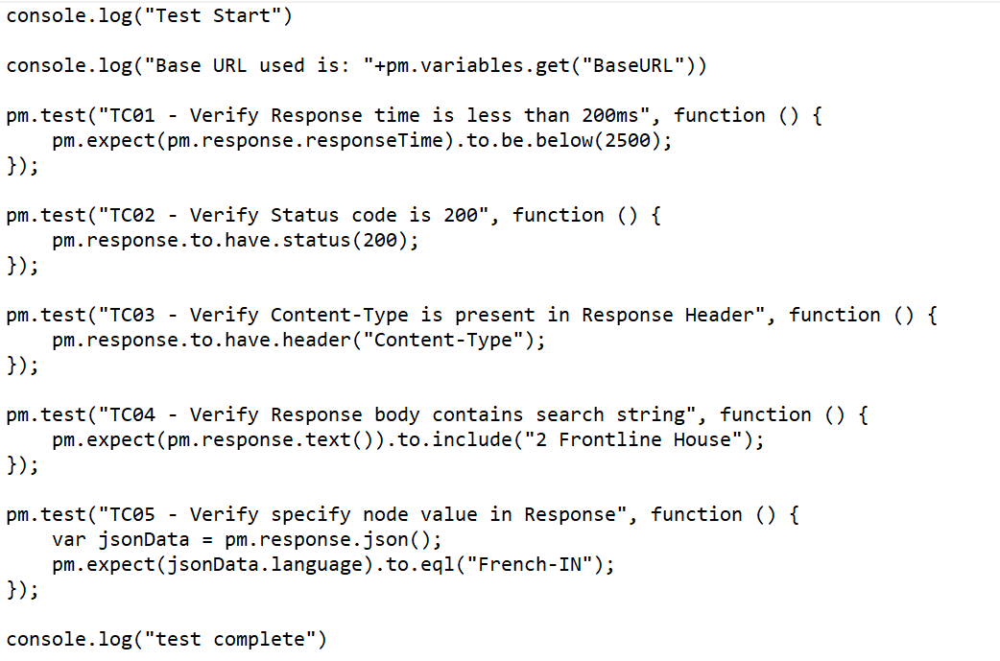 console.log("Test Start")
console.log("Base URL used is: "+pm.variables.get("BaseURL"))
pm.test("TC01 - Verify Response time is less than 200ms", function () {
    pm.expect(pm.response.responseTime).to.be.below(2500);
});
pm.test("TC02 - Verify Status code is 200", function () {
    pm.response.to.have.status(200);
});
pm.test("TC03 - Verify Content-Type is present in Response Header", function () {
    pm.response.to.have.header("Content-Type");
});
pm.test("TC04 - Verify Response body contains search string", function () {
    pm.expect(pm.response.text()).to.include("2 Frontline House");
});
pm.test("TC05 - Verify specify node value in Response", function () {
    var jsonData = pm.response.json();
    pm.expect(jsonData.language).to.eql("French-IN");
});
console.log("test complete")